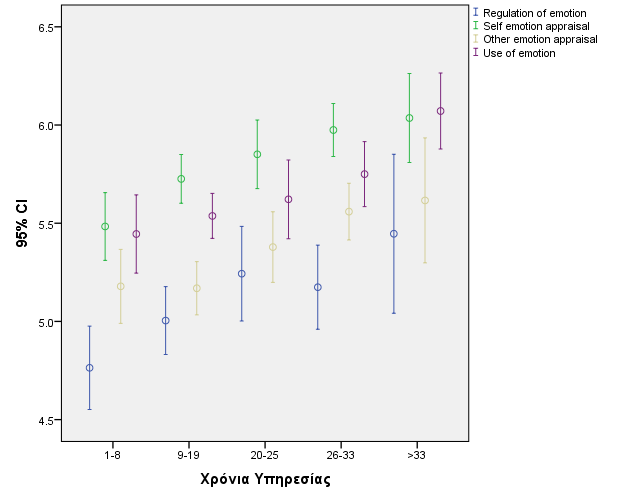 Regulation of emotion
Self emotion appraisal
Other emotion appraisal
Use of emotion
95% CI
6.5
6.0
5.5
5.0
4.5
1-8 9-19 20-25 26-33 >33
Χρόνια Υπηρεσίας